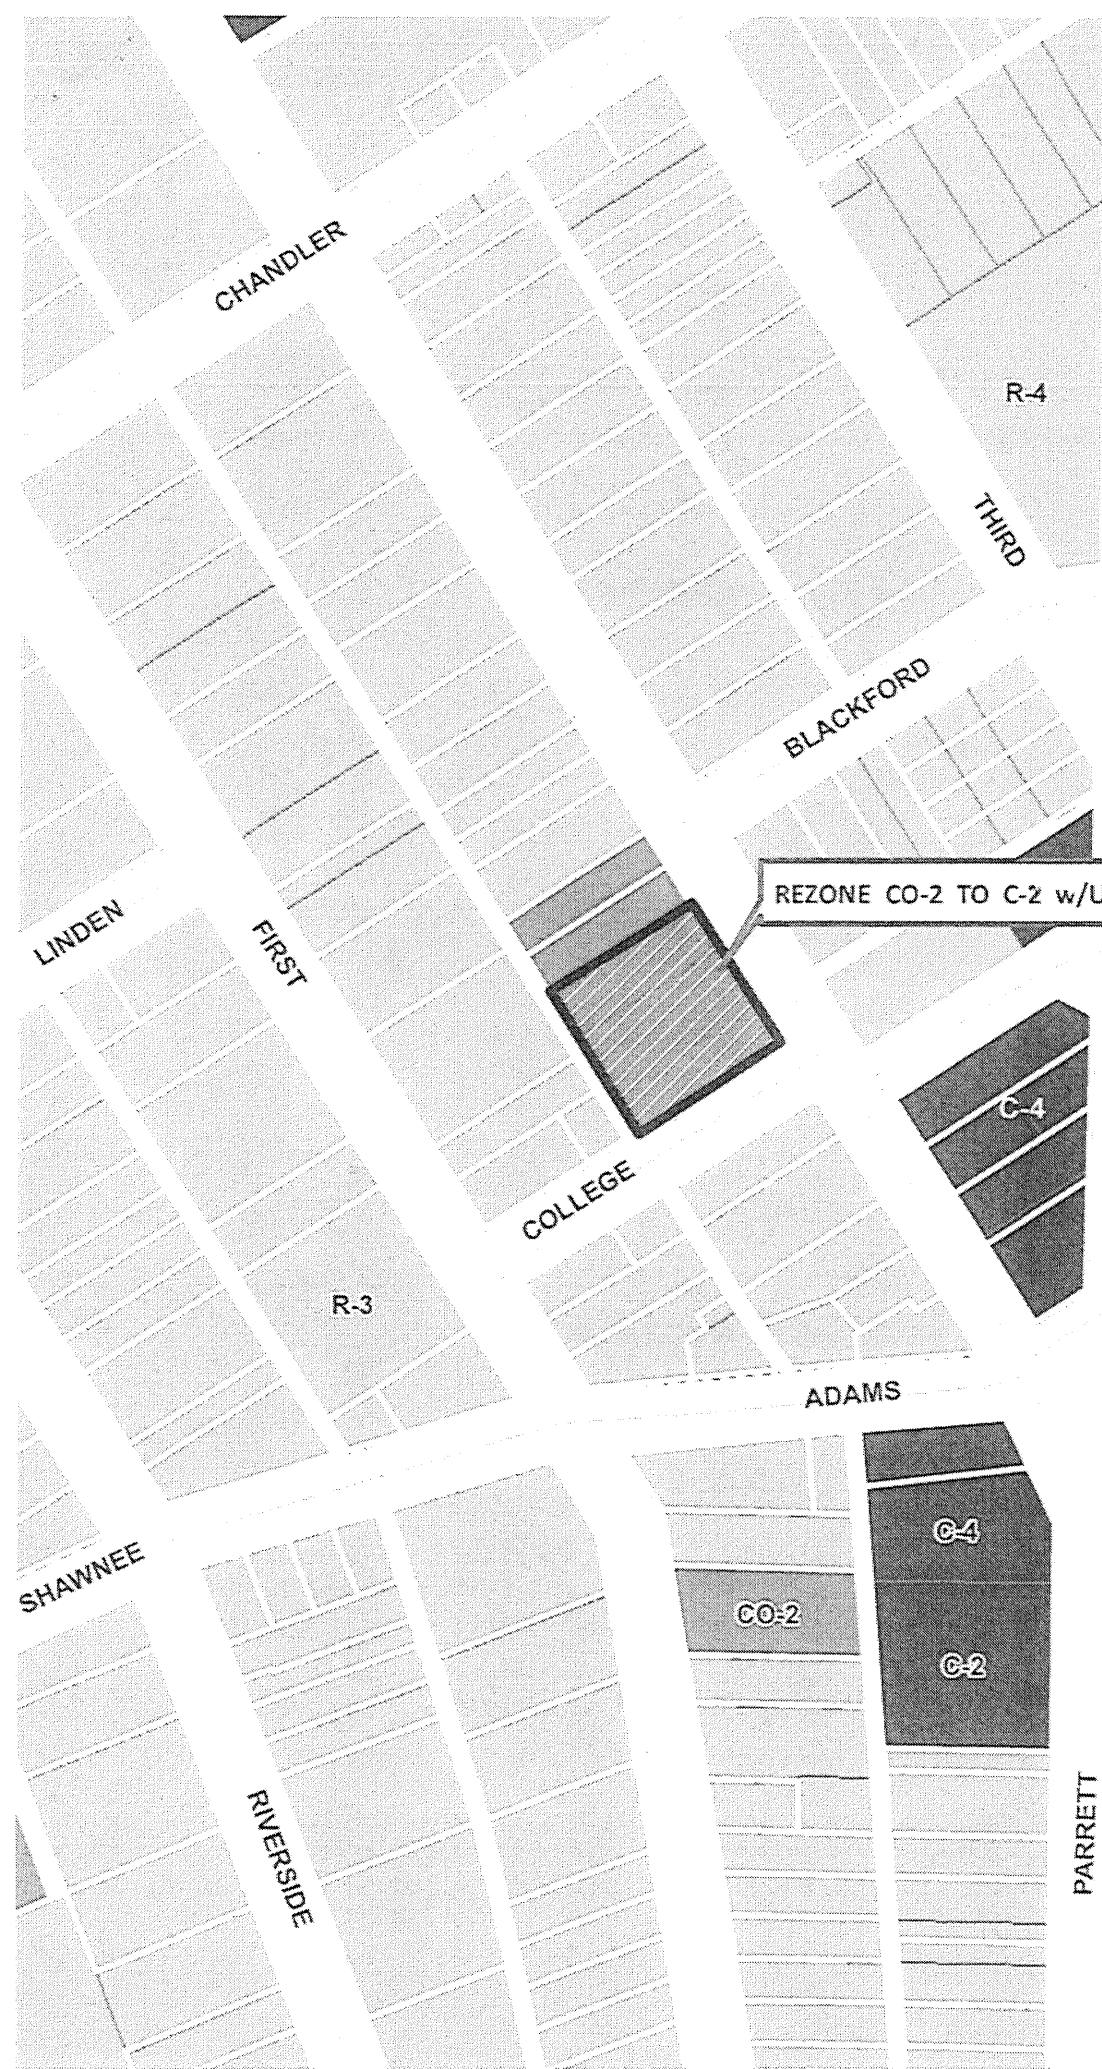 CHANDLER
R-4
THIRD
BLACKFORD
REZONE CO-2 TO C-2 w/U
LINDEN
FIRST
C-4
COLLEGE
R-3
ADAMS
C-4
SHAWNEE
CO-2
C-2
RIVERSIDE
PARRETT